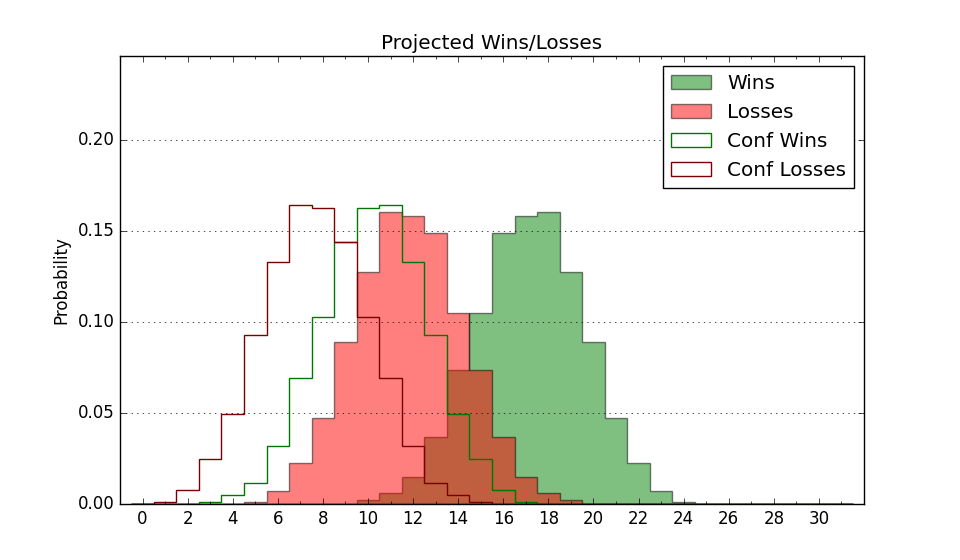 Projected Wins/Losses
Wins
Losses
Conf Wins
Conf Losses
Probability
0.20
0.15
0.10
0.05
0.00
0 2 4 6 8 10 12 14 16 18 20 22 24 26 28 30